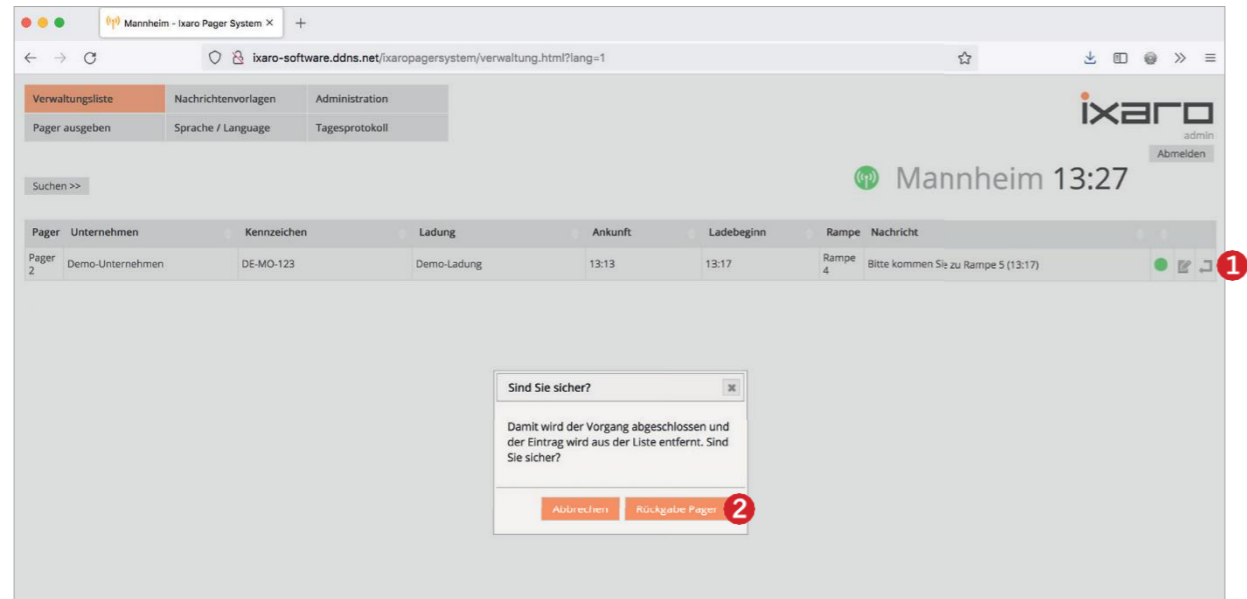 Mannheim - Ixaro Pager System
ixaro-software.ddns.net/ixaropagersystem/verwaltung.html?lang=1
Verwaltungsliste Nachrichtenvorlagen Administration
Pager ausgeben Sprache / Language Tagesprotokoll
ixaro
admin
Abmelden
Mannheim 13:27
Suchen >>
Pager Unternehmen Kennzeichen Ladung Ankunft Ladebeginn Rampe Nachricht
Pager 2 Demo-Unternehmen DE-MO-123 Demo-Ladung 13:13 13:17 Rampe 4 Bitte kommen Sie zu Rampe 5 (13:17)
1
Sind Sie sicher?
Damit wird der Vorgang abgeschlossen und
der Eintrag wird aus der Liste entfernt. Sind
Sie sicher?
Abbrechen Rückgabe Pager 2